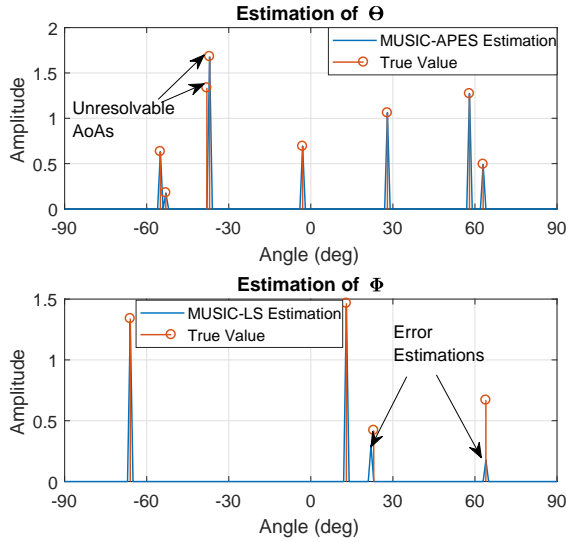 Estimation of Θ
MUSIC-APES Estimation
True Value
Unresolvable
AoAs
Amplitude
2
1.5
1
0.5
0
-90 -60 -30 0 30 60 90
Angle (deg)
Estimation of Φ
MUSIC-LS Estimation
True Value
Error
Estimations
Amplitude
1.5
1
0.5
0
-90 -60 -30 0 30 60 90
Angle (deg)